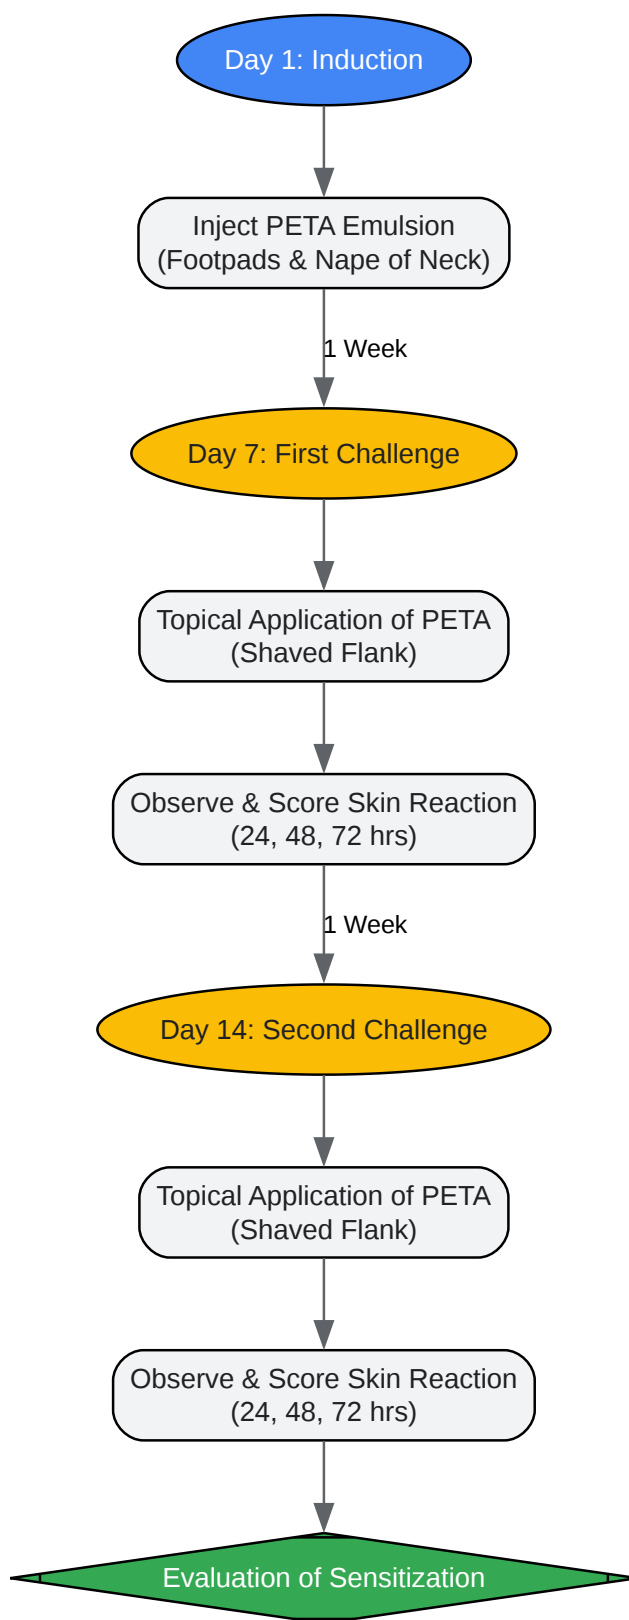 Day 1: Induction
Inject PETA Emulsion
(Footpads & Nape of Neck)
1 Week
Day 7: First Challenge
Topical Application of PETA
(Shaved Flank)
Observe & Score Skin Reaction
(24, 48, 72 hrs)
1 Week
Day 14: Second Challenge
Topical Application of PETA
(Shaved Flank)
Observe & Score Skin Reaction
(24, 48, 72 hrs)
Evaluation of Sensitization